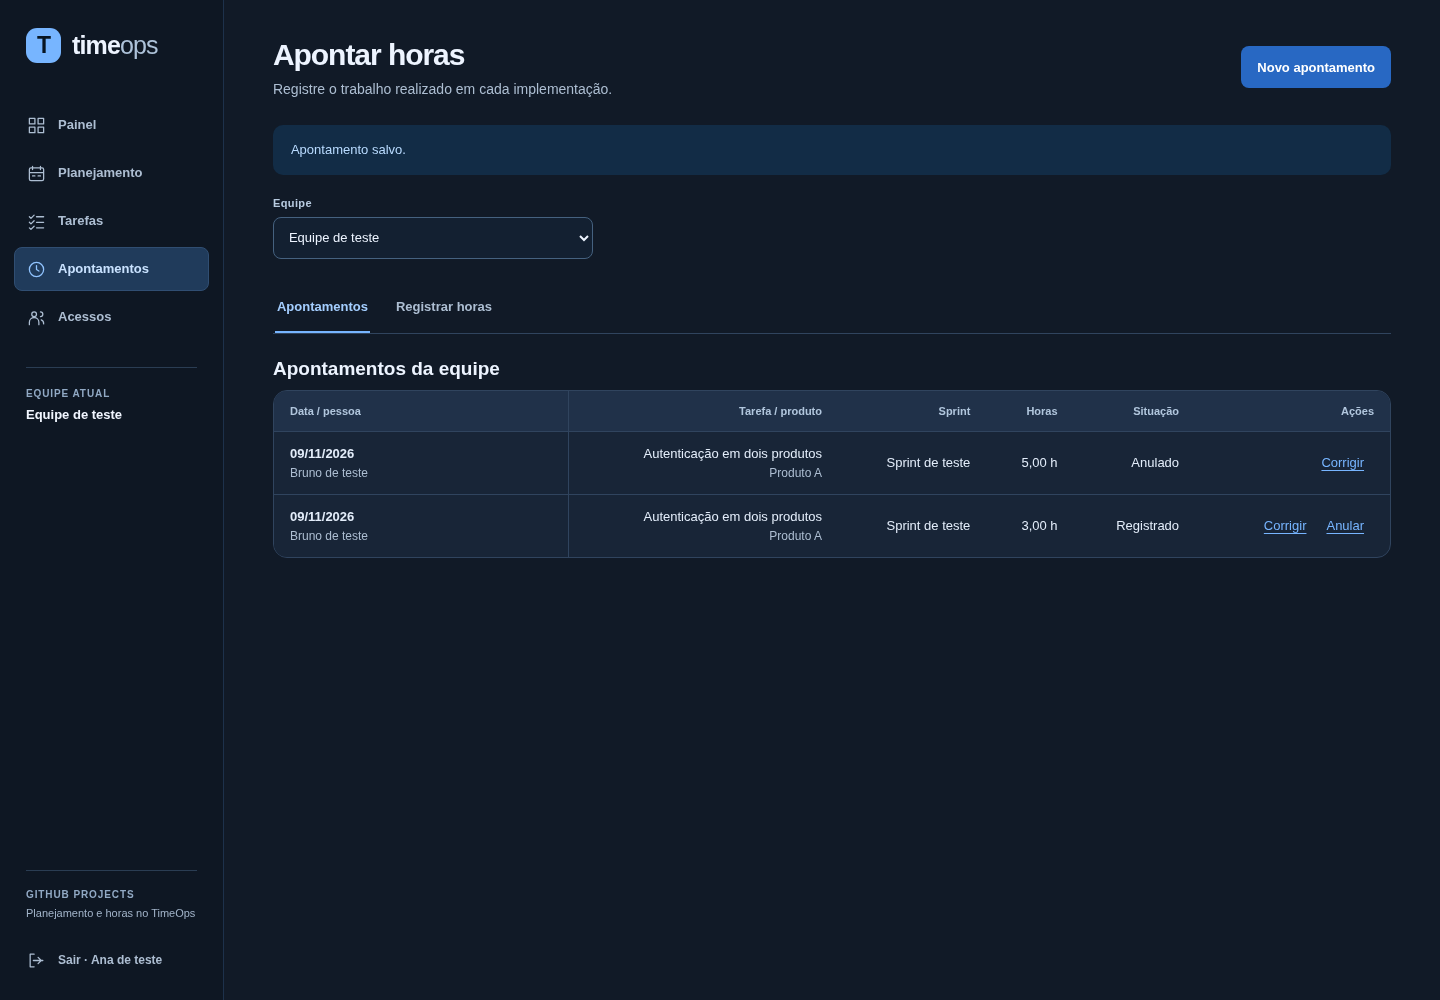 T timeops
Painel
Planejamento
Tarefas
Apontamentos
Acessos
EQUIPE ATUAL
Equipe de teste
GITHUB PROJECTS
Planejamento e horas no TimeOps
Sair · Ana de teste
Apontar horas
Registre o trabalho realizado em cada implementação.
Novo apontamento
Apontamento salvo.
Equipe
Equipe de teste
Apontamentos Registrar horas
Apontamentos da equipe
Data / pessoa Tarefa / produto Sprint Horas Situação Ações
09/11/2026 Autenticação em dois produtos Sprint de teste 5,00 h Anulado Corrigir
Bruno de teste Produto A
09/11/2026 Autenticação em dois produtos Sprint de teste 3,00 h Registrado Corrigir Anular
Bruno de teste Produto A